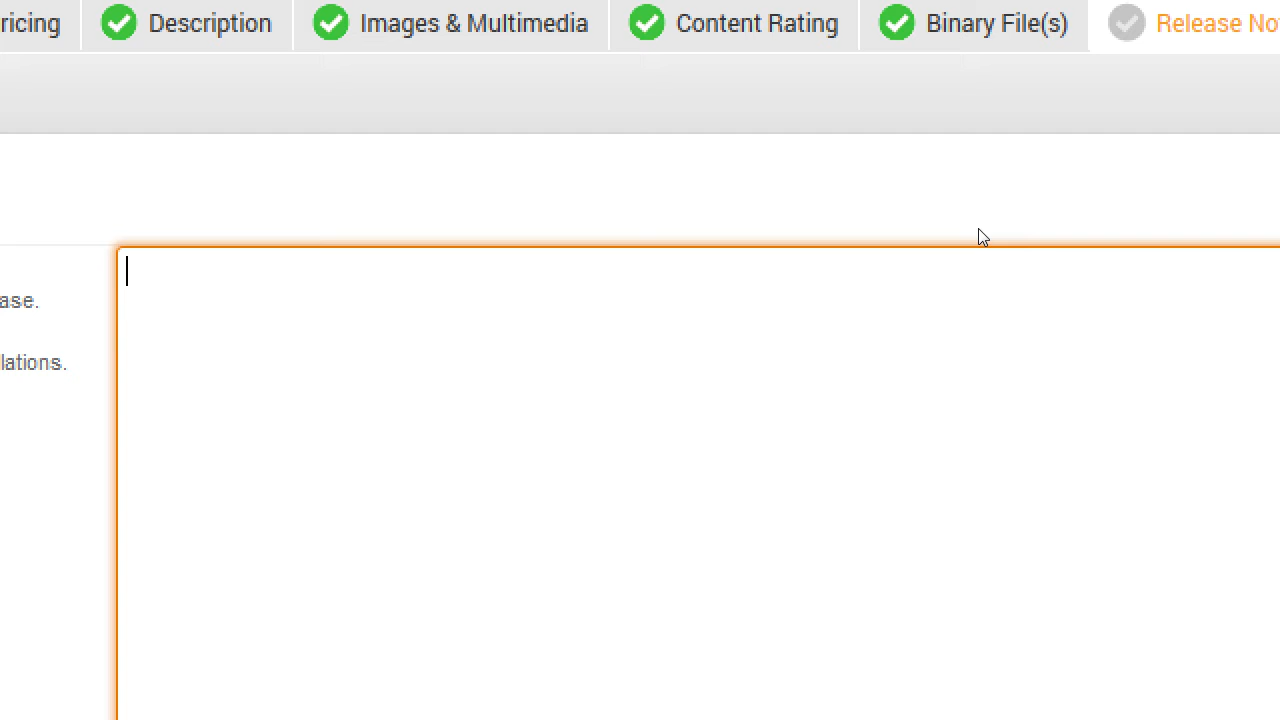 ricing Description Images & Multimedia Content Rating Binary File(s) Release No
ase.
lations.